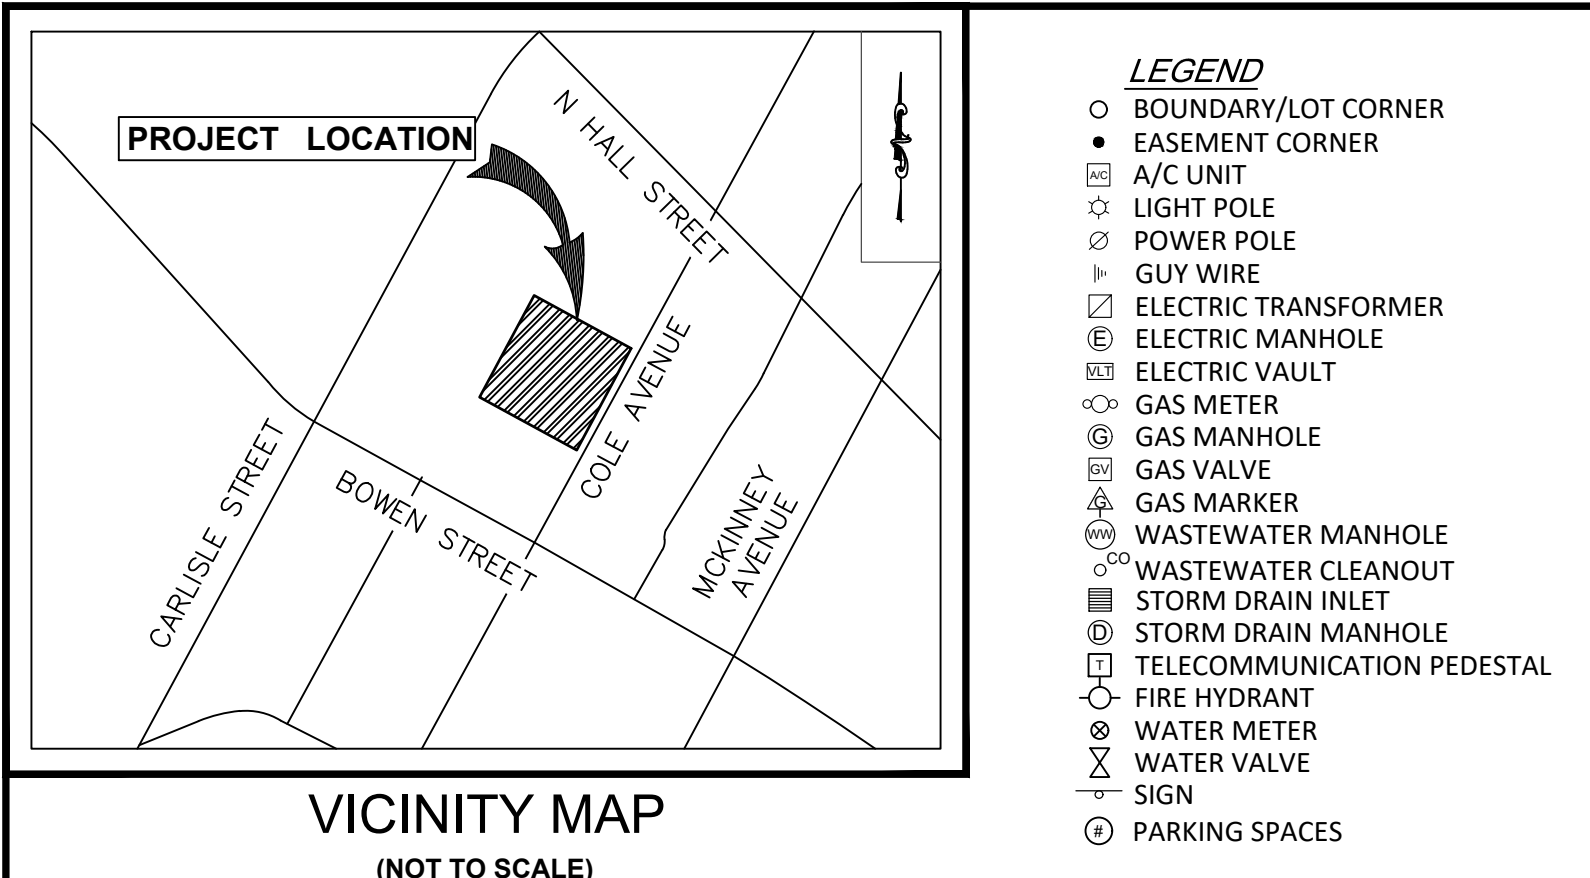 PROJECT LOCATION
N HALL STREET
COLE AVENUE
CARLISLE STREET
BOWEN STREET
MCKINNEY
AVENUE
VICINITY MAP
(NOT TO SCALE)
LEGEND
BOUNDARY/LOT CORNER
EASEMENT CORNER
A/C A/C UNIT
LIGHT POLE
POWER POLE
GUY WIRE
ELECTRIC TRANSFORMER
E ELECTRIC MANHOLE
VLT ELECTRIC VAULT
GAS METER
G GAS MANHOLE
GV GAS VALVE
G GAS MARKER
WW WASTEWATER MANHOLE
CO WASTEWATER CLEANOUT
STORM DRAIN INLET
D STORM DRAIN MANHOLE
T TELECOMMUNICATION PEDESTAL
FIRE HYDRANT
WATER METER
WATER VALVE
SIGN
# PARKING SPACES